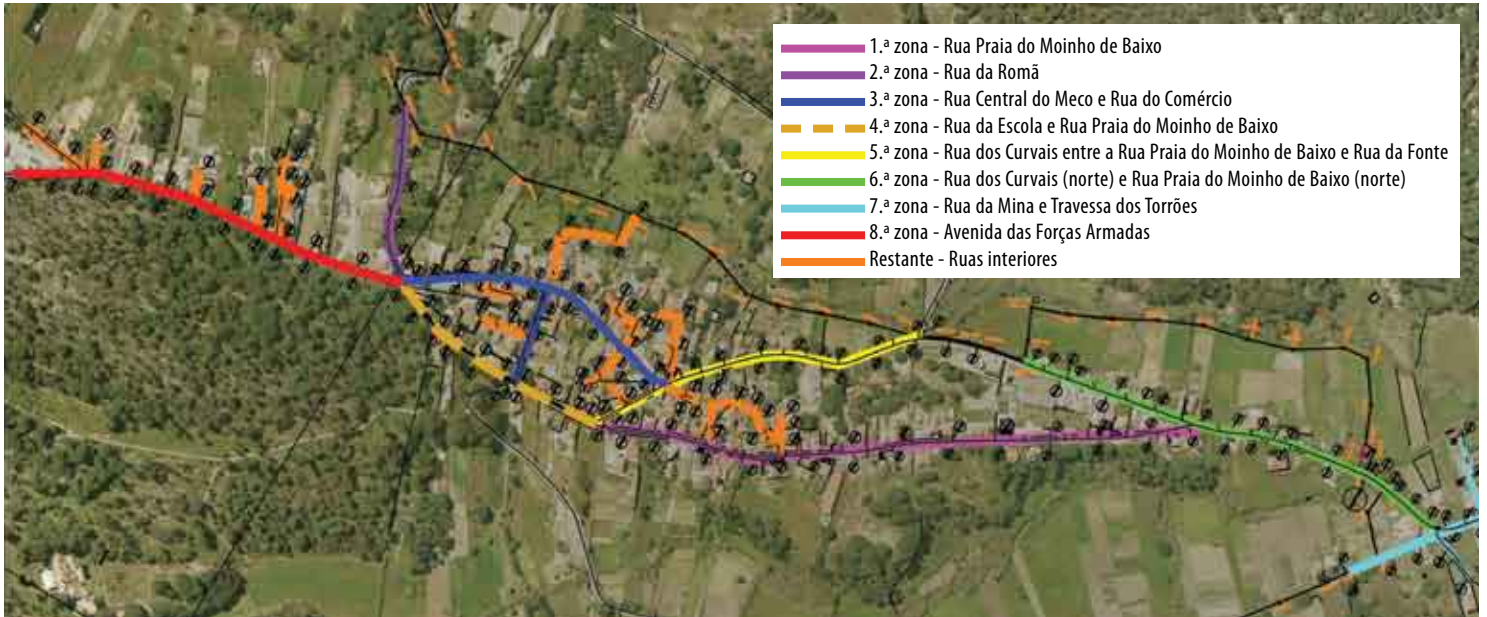 1.ª zona - Rua Praia do Moinho de Baixo
2.ª zona - Rua da Romã
3.ª zona - Rua Central do Meco e Rua do Comércio
4.ª zona - Rua da Escola e Rua Praia do Moinho de Baixo
5.ª zona - Rua dos Curvais entre a Rua Praia do Moinho de Baixo e Rua da Fonte
6.ª zona - Rua dos Curvais (norte) e Rua Praia do Moinho de Baixo (norte)
7.ª zona - Rua da Mina e Travessa dos Torrões
8.ª zona - Avenida das Forças Armadas
Restante - Ruas interiores